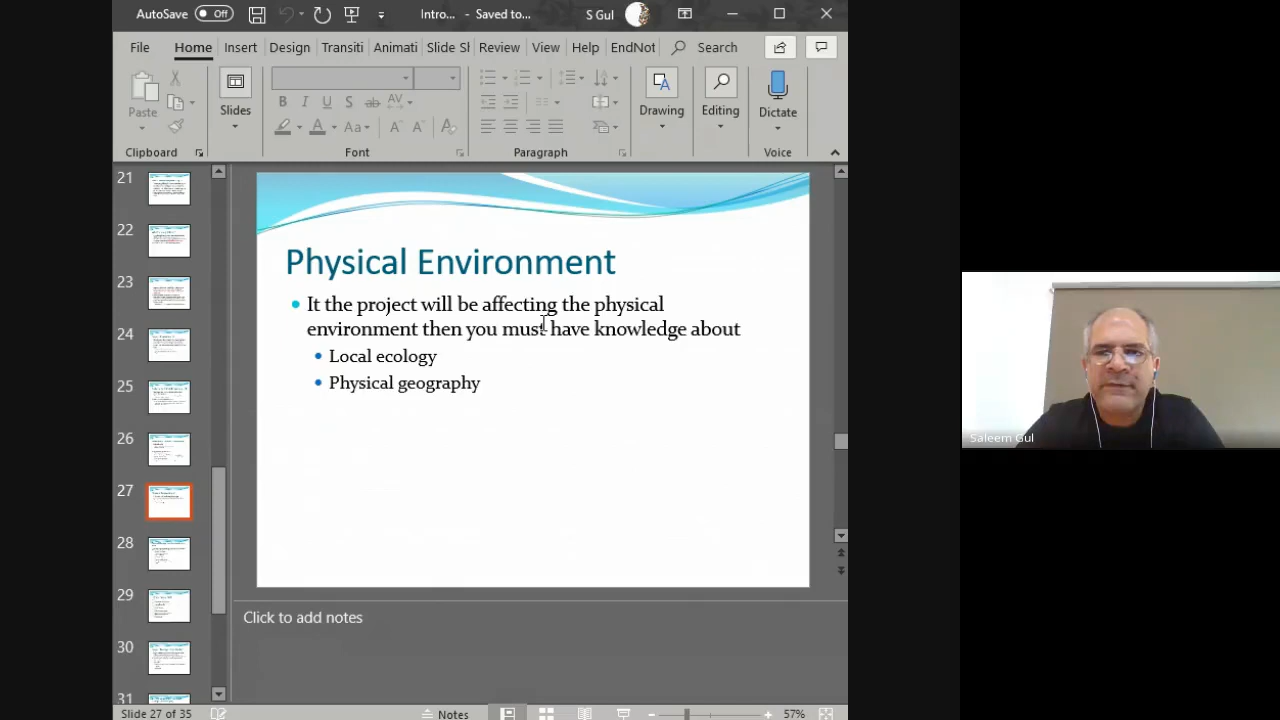 AutoSave Off Intro... - Saved to... S Gul
File Home Insert Design Transiti Animati Slide Sl Review View Help EndNot Search
Paste
Slides
B I U S ab AV
Aa A A A
Drawing
Editing
Dictate
Clipboard Font Paragraph Voice
21
22
23
24
25
26
27
28
29
30
31
Physical Environment
It the project will be affecting the physical
environment then you must have knowledge about
Local ecology
Physical geography
Click to add notes
Slide 27 of 35 Notes 57%
Saleem Gul